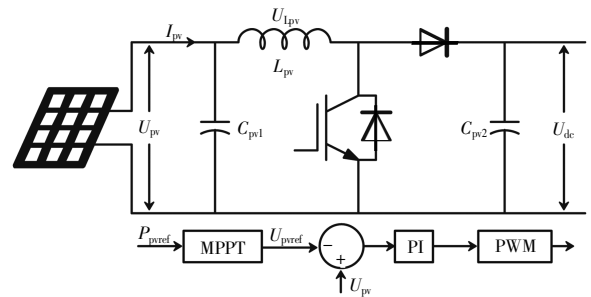 U_Lpv
I_pv
L_pv
U_pv
C_pv1
C_pv2
U_dc
P_pvref
MPPT
U_pvref
−
+
PI
PWM
U_pv